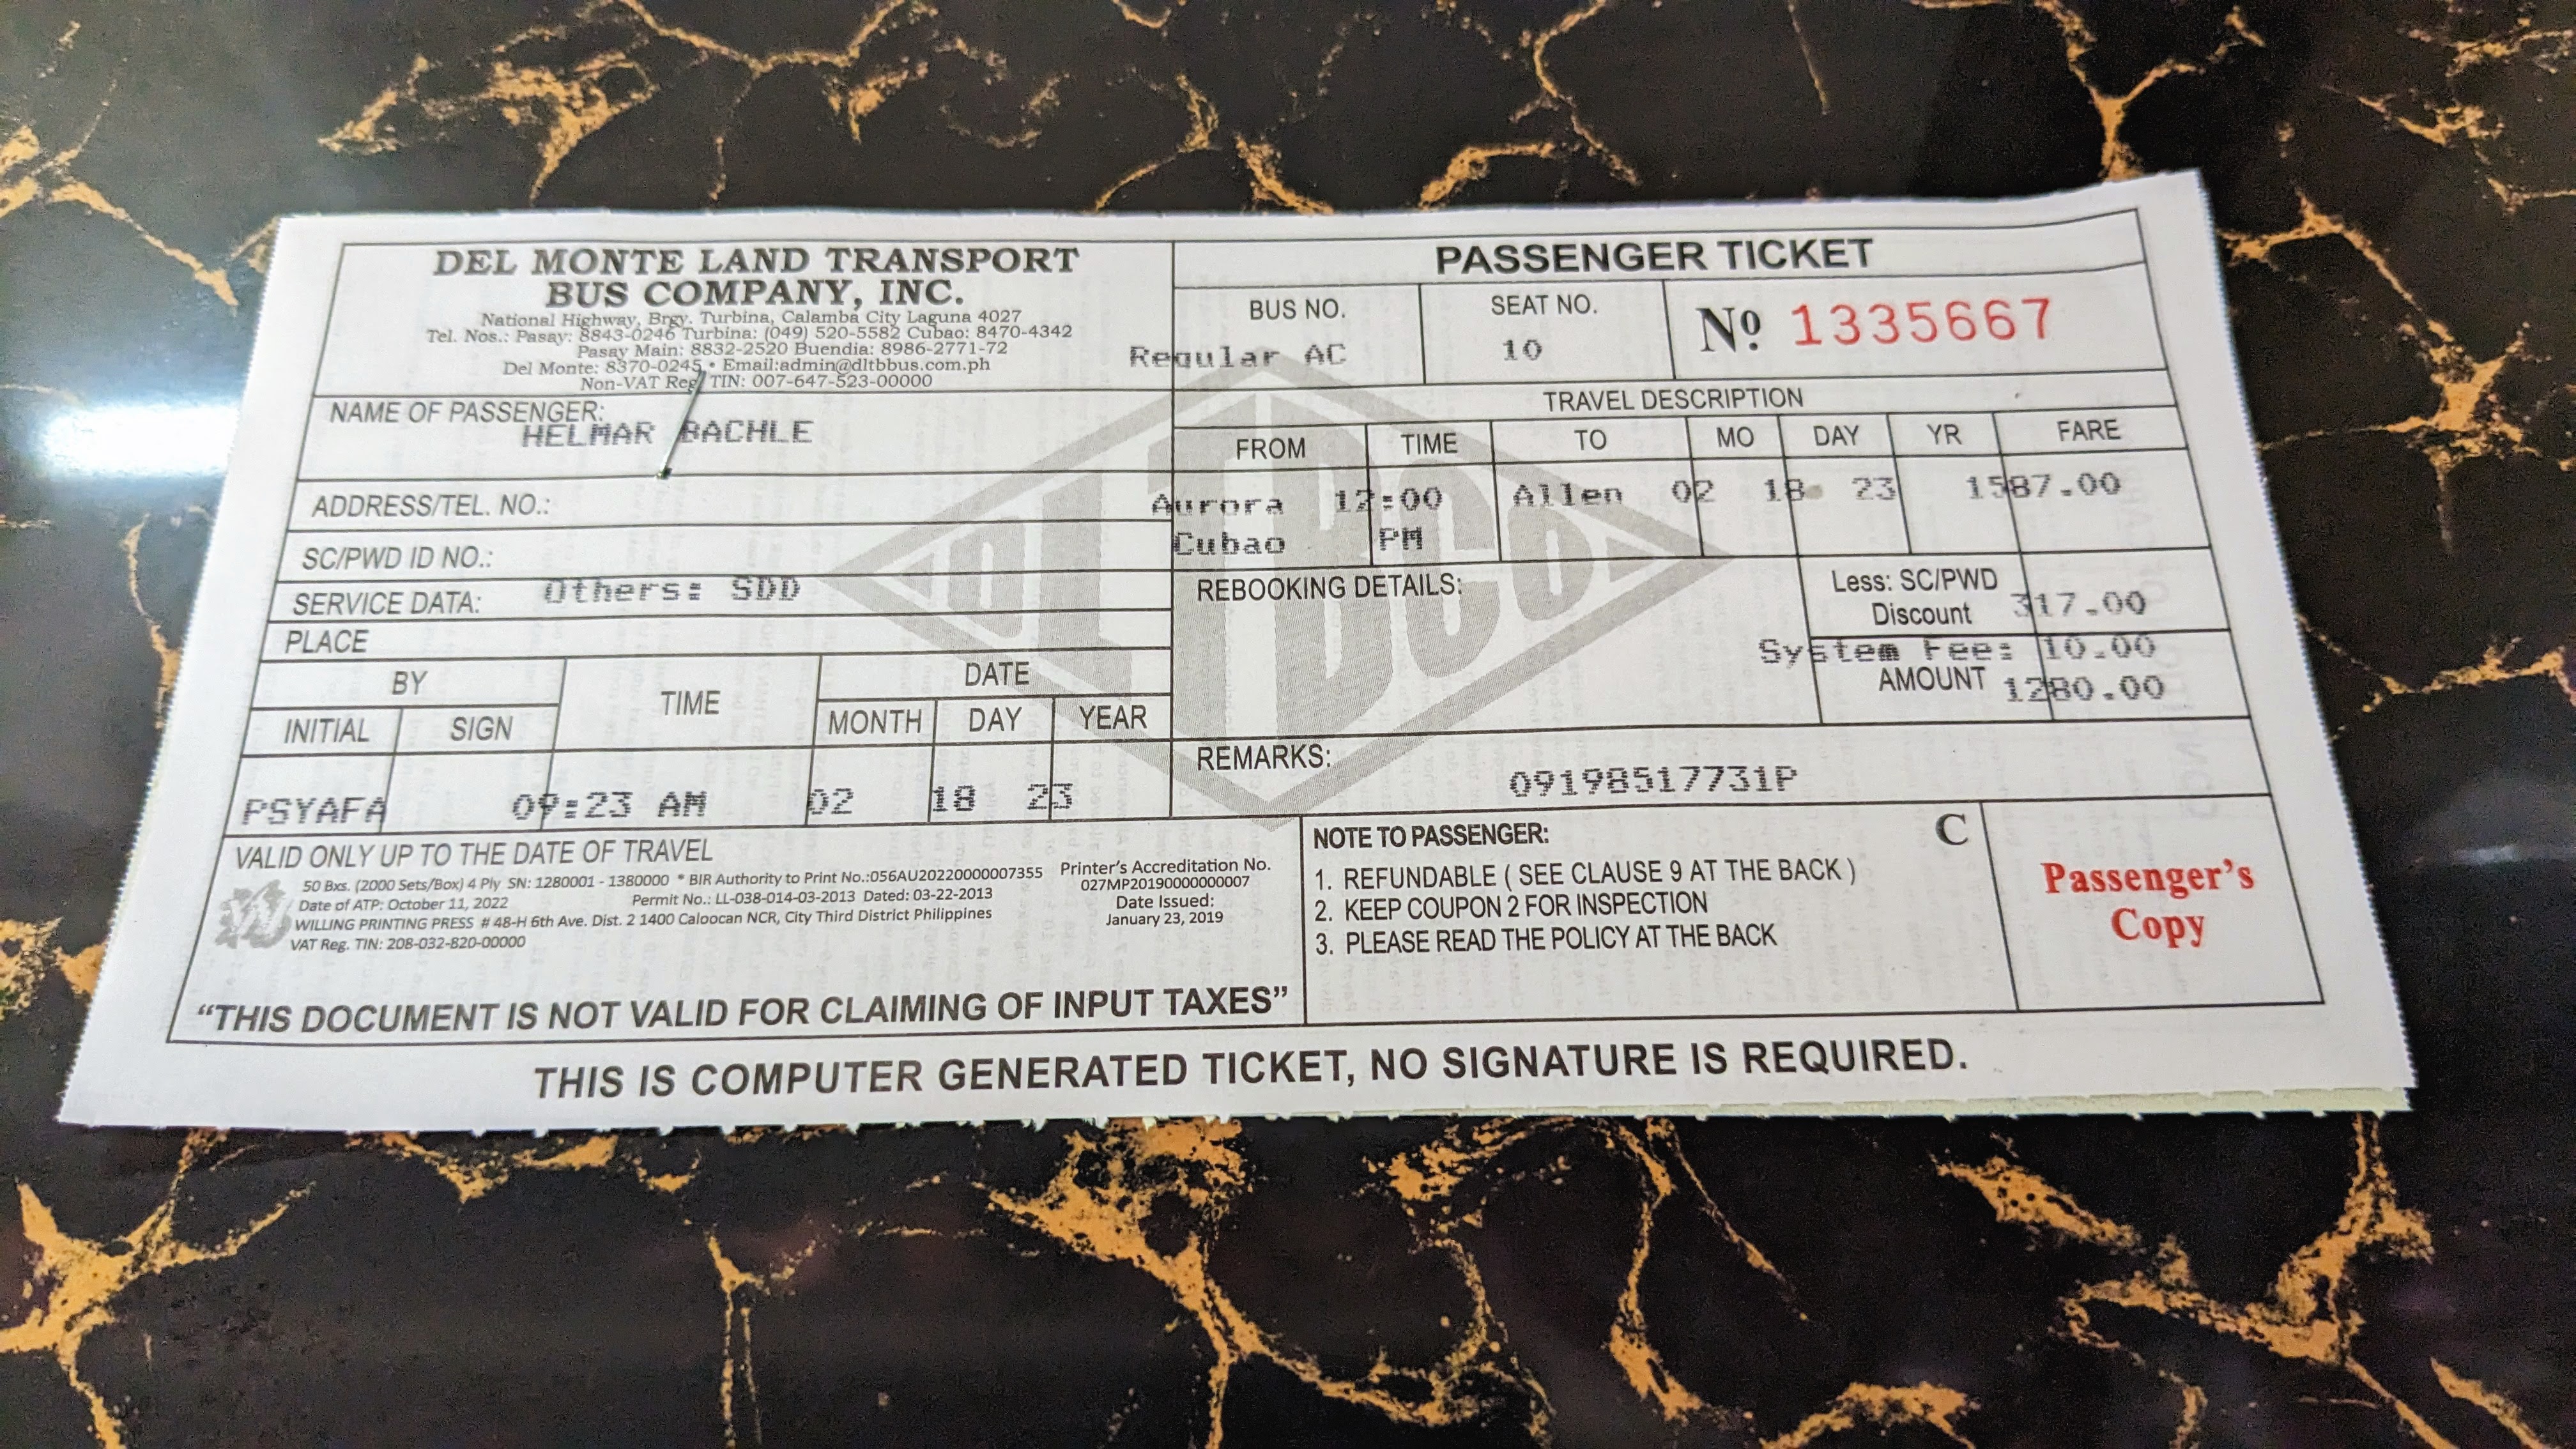 DEL MONTE LAND TRANSPORT
BUS COMPANY, INC.
National Highway, Brgy. Turbina, Calamba City Laguna 4027
Tel. Nos.: Pasay: 8843-0246 Turbina: (049) 520-5582 Cubao: 8470-4342
Pasay Main: 8832-2520 Buendia: 8986-2771-72
Del Monte: 8370-0245 • Email:admin@dltbbus.com.ph
Non-VAT Reg TIN: 007-647-523-00000
PASSENGER TICKET
BUS NO. SEAT NO. Nº 1335667
Regular AC 10
NAME OF PASSENGER:
HELMAR BACHLE
ADDRESS/TEL. NO.:
SC/PWD ID NO.:
SERVICE DATA: Others: SDD
PLACE
TRAVEL DESCRIPTION
FROM TIME TO MO DAY YR FARE
Aurora 12:00 Allen 02 18 23 1587.00
Cubao PM
REBOOKING DETAILS:
Less: SC/PWD
Discount 317.00
System Fee: 10.00
AMOUNT 1280.00
BY TIME DATE
INITIAL SIGN MONTH DAY YEAR
PSYAFA 09:23 AM 02 18 23
REMARKS:
09198517731P
VALID ONLY UP TO THE DATE OF TRAVEL
50 Bxs. (2000 Sets/Box) 4 Ply SN: 1280001 - 1380000 * BIR Authority to Print No.:056AU20220000007355
Date of ATP: October 11, 2022 Permit No.: LL-038-014-03-2013 Dated: 03-22-2013
WILLING PRINTING PRESS # 48-H 6th Ave. Dist. 2 1400 Caloocan NCR, City Third District Philippines
VAT Reg. TIN: 208-032-820-00000
Printer's Accreditation No.
027MP20190000000007
Date Issued:
January 23, 2019
"THIS DOCUMENT IS NOT VALID FOR CLAIMING OF INPUT TAXES"
NOTE TO PASSENGER: C
1. REFUNDABLE ( SEE CLAUSE 9 AT THE BACK )
2. KEEP COUPON 2 FOR INSPECTION
3. PLEASE READ THE POLICY AT THE BACK
Passenger's
Copy
THIS IS COMPUTER GENERATED TICKET, NO SIGNATURE IS REQUIRED.